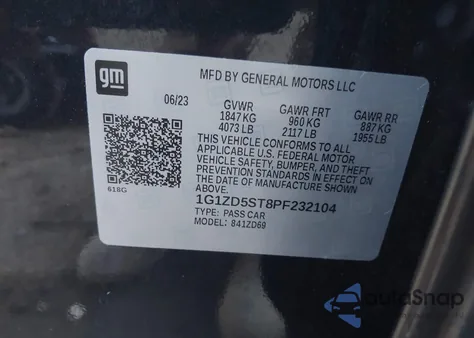 gm
MFD BY GENERAL MOTORS LLC
06/23 GVWR GAWR FRT GAWR RR
1847 KG 960 KG 887 KG
4073 LB 2117 LB 1955 LB
THIS VEHICLE CONFORMS TO ALL
APPLICABLE U.S. FEDERAL MOTOR
VEHICLE SAFETY, BUMPER, AND THEFT
PREVENTION STANDARDS IN EFFECT ON
THE DATE OF MANUFACTURE SHOWN
ABOVE.
618G
1G1ZD5ST8PF232104
TYPE: PASS CAR
MODEL: 841ZD69
autoSnap